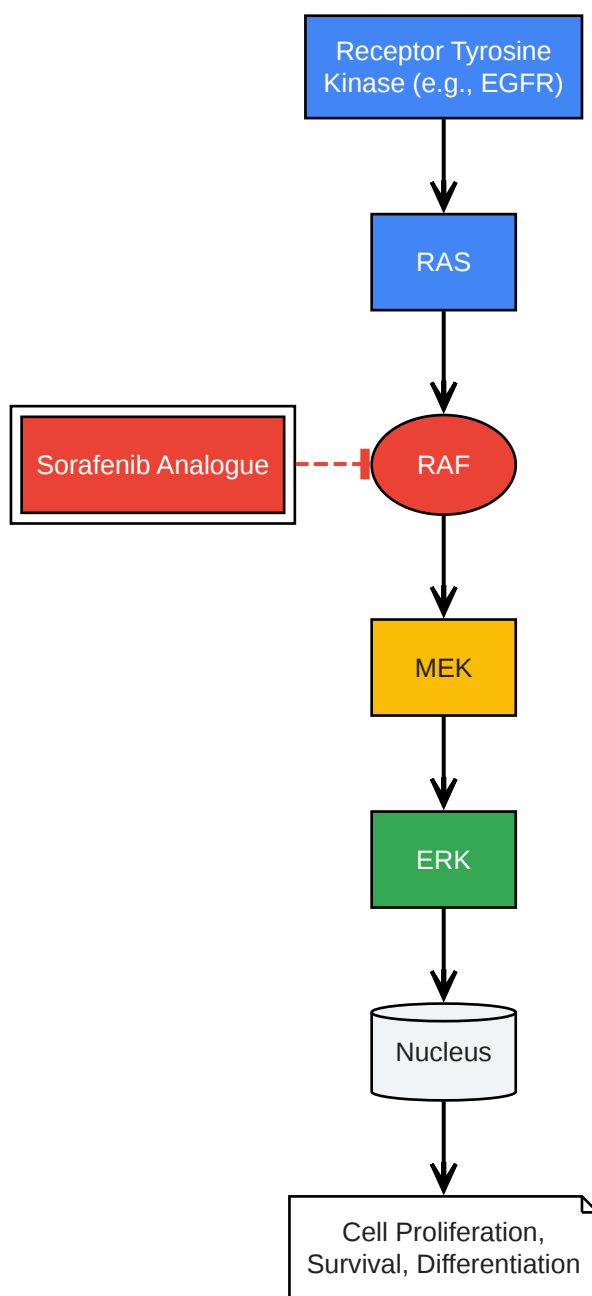 Receptor Tyrosine
Kinase (e.g., EGFR)
RAS
Sorafenib Analogue
RAF
MEK
ERK
Nucleus
Cell Proliferation,
Survival, Differentiation